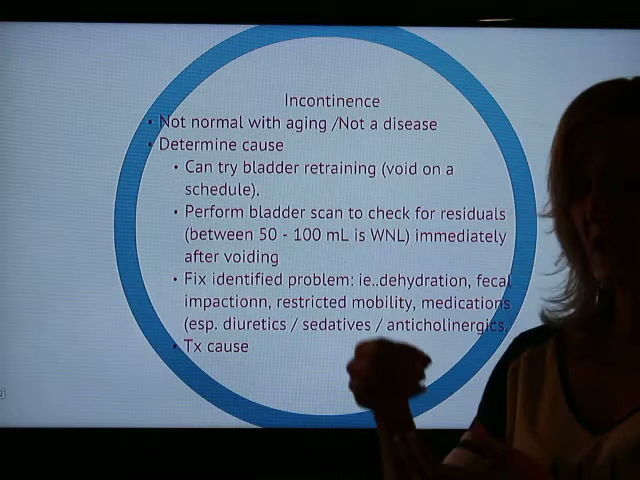 Incontinence
• Not normal with aging /Not a disease
• Determine cause
• Can try bladder retraining (void on a
schedule).
• Perform bladder scan to check for residuals
(between 50 - 100 mL is WNL) immediately
after voiding
• Fix identified problem: ie..dehydration, fecal
impactionn, restricted mobility, medications
(esp. diuretics / sedatives / anticholinergics,
• Tx cause